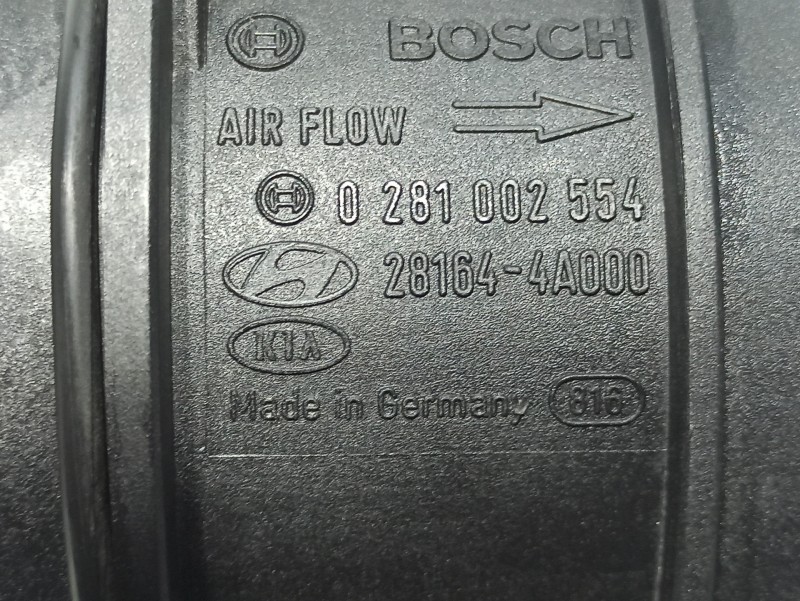 BOSCH
AIR FLOW
0 281 002 554
28164-4A000
KIA
Made in Germany 816